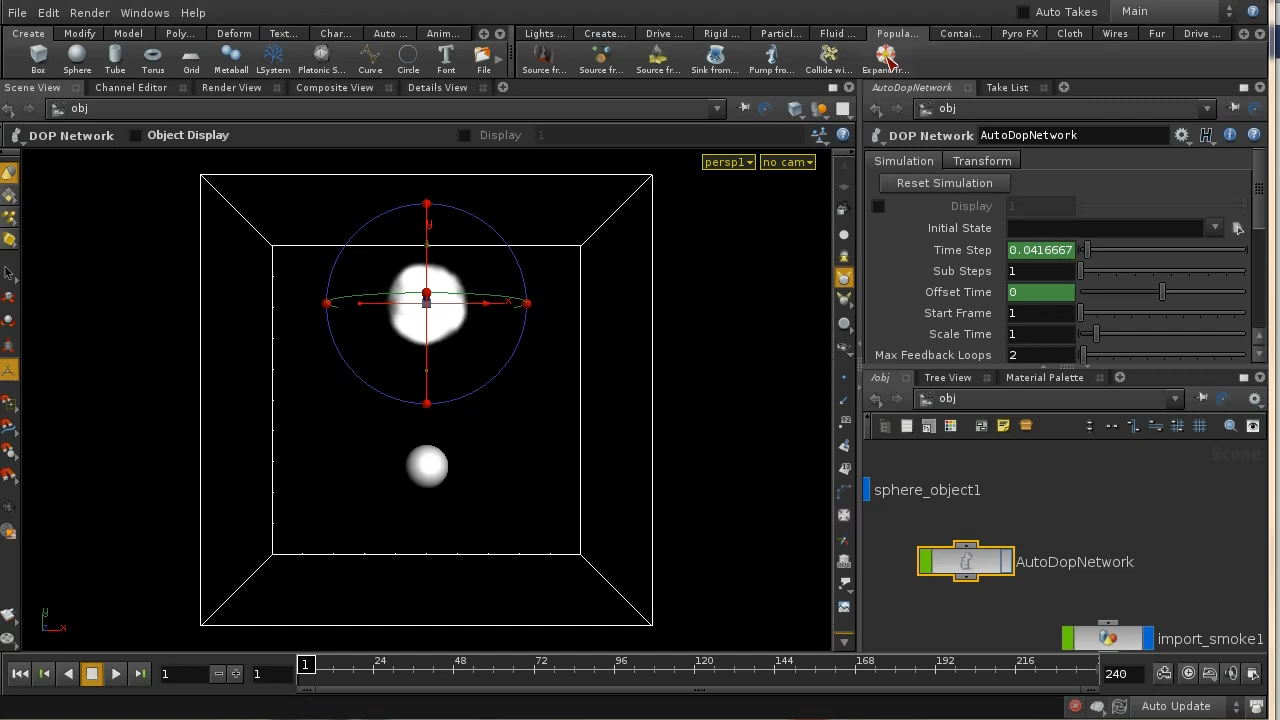 File Edit Render Windows Help Auto Takes Main
Create Modify Model Poly... Deform Text... Char... Auto ... Anim... Lights ... Create... Drive ... Rigid ... Particl... Fluid ... Popula... Contai... Pyro FX Cloth Wires Fur Drive ...
Box Sphere Tube Torus Grid Metaball LSystem Platonic S... Curve Circle Font File Source fr... Source fr... Source fr... Sink from... Pump fro... Collide wi... Expand fr...
Scene View Channel Editor Render View Composite View Details View AutoDopNetwork Take List
obj obj
DOP Network Object Display Display 1 DOP Network AutoDopNetwork
persp1 no cam Simulation Transform
Reset Simulation
Display 1
Initial State
Time Step 0.0416667
Sub Steps 1
Offset Time 0
Start Frame 1
Scale Time 1
Max Feedback Loops 2
y
x
/obj Tree View Material Palette
obj
Scene
sphere_object1
AutoDopNetwork
import_smoke1
y
x
1 1 1 24 48 72 96 120 144 168 192 216 240
Auto Update